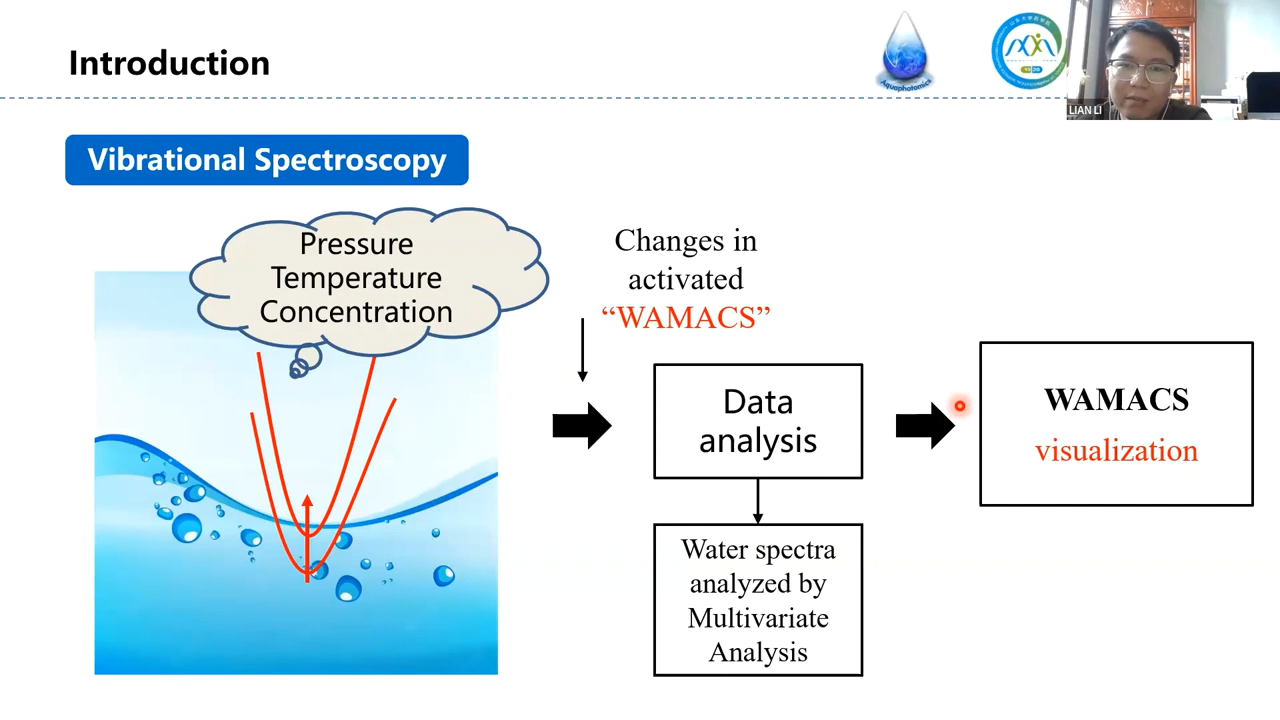 Introduction
Aquaphotomics
LIAN LI
Vibrational Spectroscopy
Pressure
Temperature
Concentration
Changes in
activated
“WAMACS”
Data
analysis
WAMACS
visualization
Water spectra
analyzed by
Multivariate
Analysis